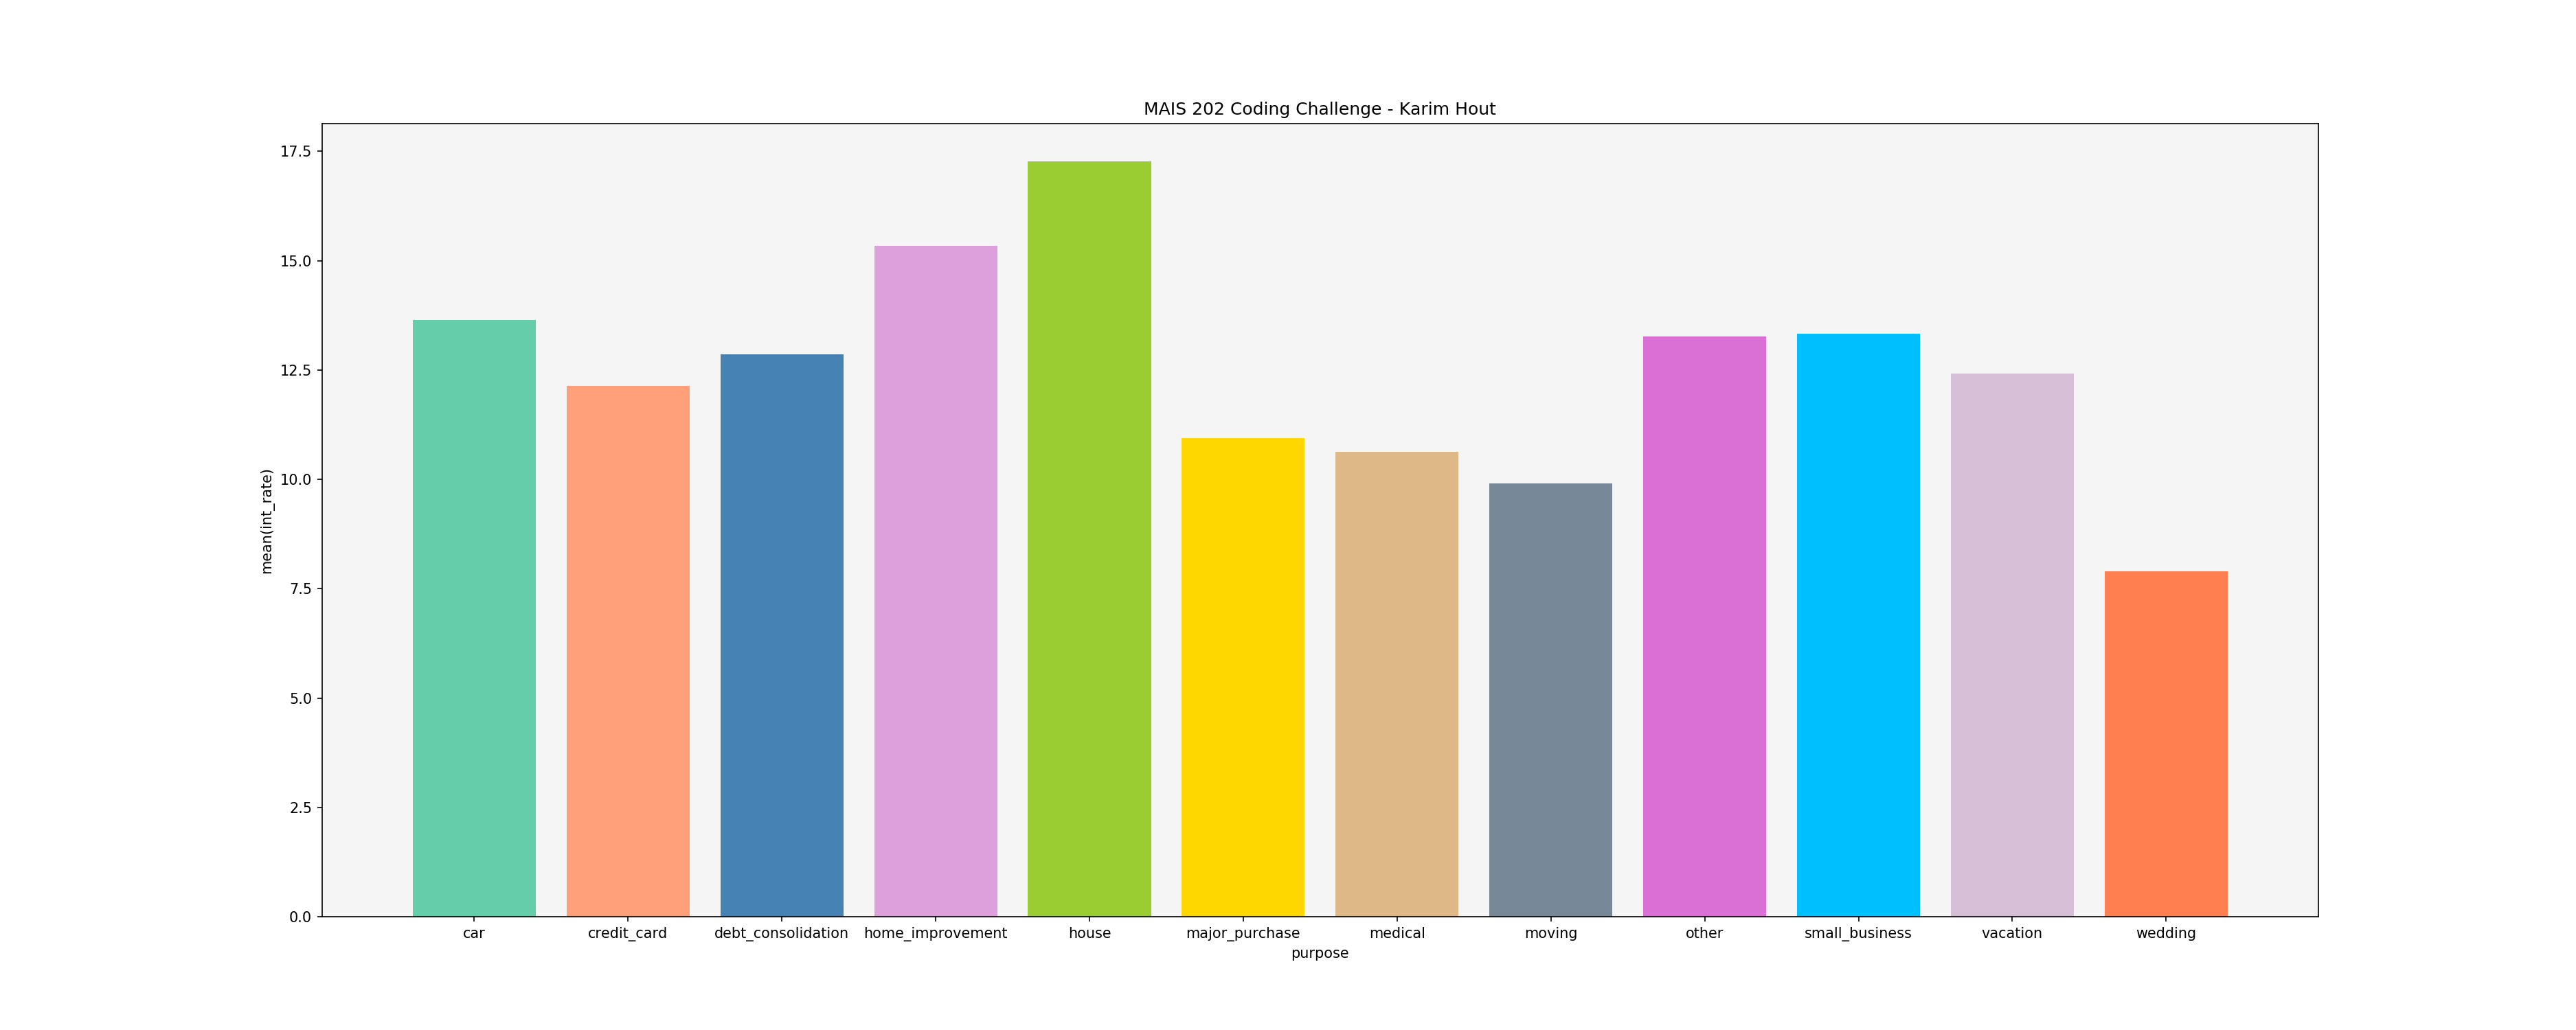 MAIS 202 Coding Challenge - Karim Hout
17.5
15.0
12.5
10.0
7.5
5.0
2.5
0.0
mean(int_rate)
car credit_card debt_consolidation home_improvement house major_purchase medical moving other small_business vacation wedding
purpose